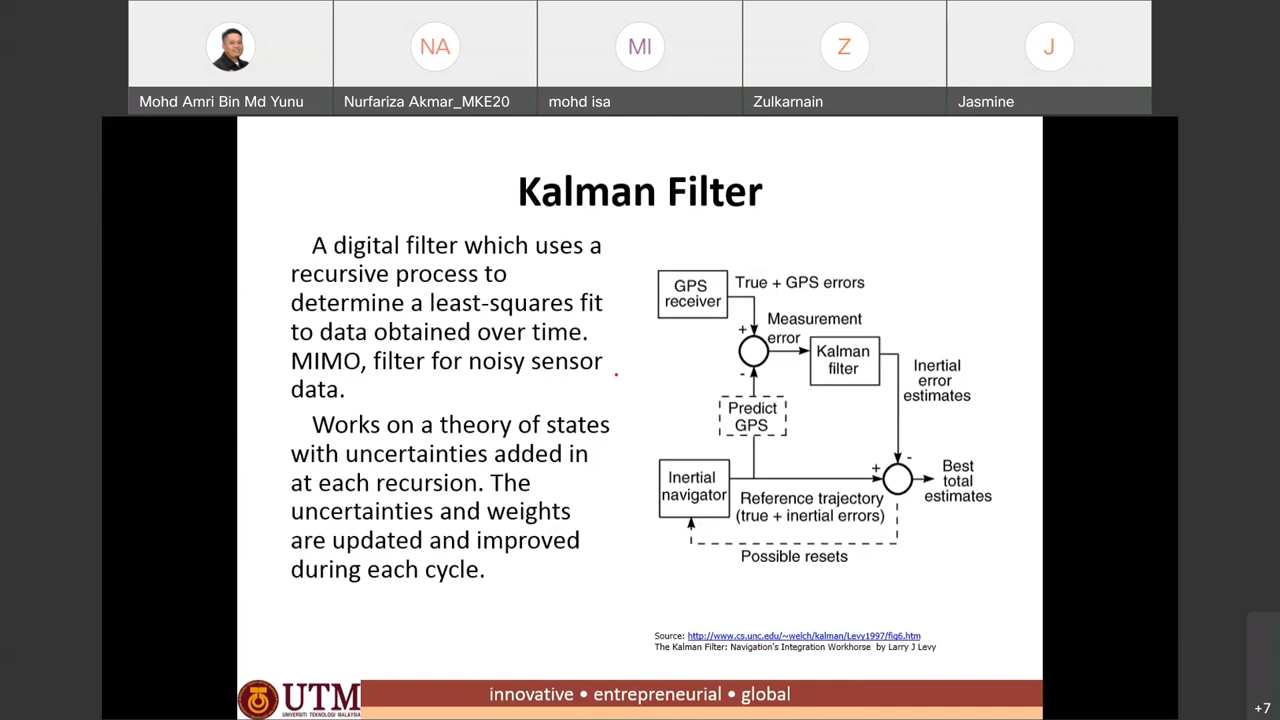 NA
MI
Z
J
Mohd Amri Bin Md Yunu
Nurfariza Akmar_MKE20
mohd isa
Zulkarnain
Jasmine
Kalman Filter
A digital filter which uses a
recursive process to
determine a least-squares fit
to data obtained over time.
MIMO, filter for noisy sensor
data.
Works on a theory of states
with uncertainties added in
at each recursion. The
uncertainties and weights
are updated and improved
during each cycle.
GPS
receiver
True + GPS errors
+
Measurement
error
-
Kalman
filter
Inertial
error
estimates
Predict
GPS
Inertial
navigator
+
-
Best
total
estimates
Reference trajectory
(true + inertial errors)
Possible resets
Source: http://www.cs.unc.edu/~welch/kalman/Levy1997/fig6.htm
The Kalman Filter: Navigation's Integration Workhorse by Larry J Levy
UTM
UNIVERSITI TEKNOLOGI MALAYSIA
innovative • entrepreneurial • global
+7